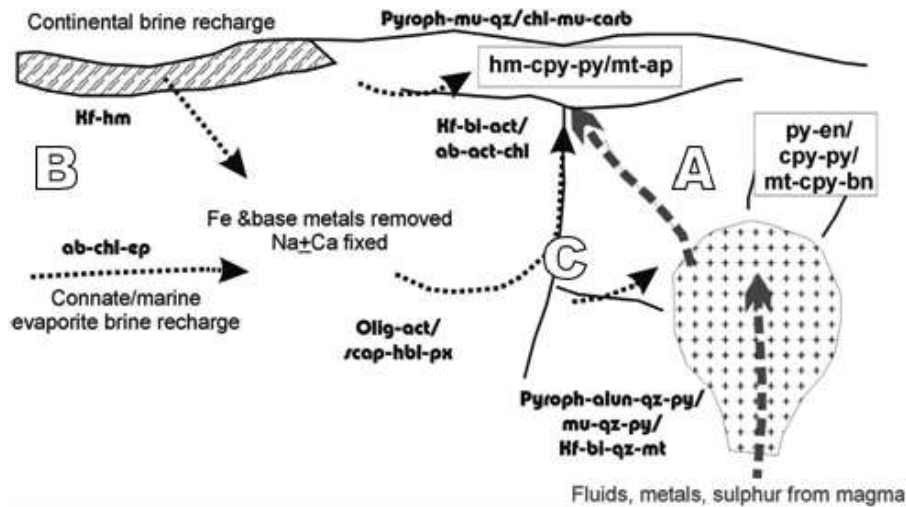 Continental brine recharge
Pyroph-mu-qz/chl-mu-carb
hm-cpy-py/mt-ap
Kf-hm
Kf-bi-act/
ab-act-chl
py-en/
cpy-py/
mt-cpy-bn
B
A
Fe &base metals removed
Na±Ca fixed
ab-chl-ep
Connate/marine
evaporite brine recharge
C
Olig-act/
scap-hbl-px
Pyroph-alun-qz-py/
mu-qz-py/
Kf-bi-qz-mt
Fluids, metals, sulphur from magma